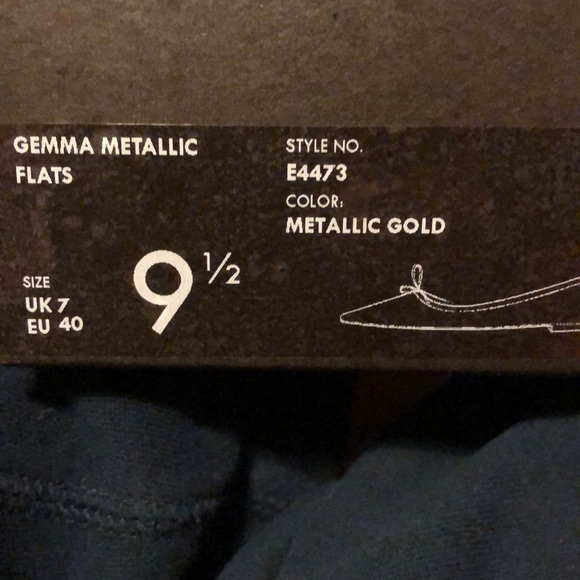 GEMMA METALLIC
FLATS
STYLE NO.
E4473
COLOR:
METALLIC GOLD
SIZE
UK 7
EU 40
9 ½